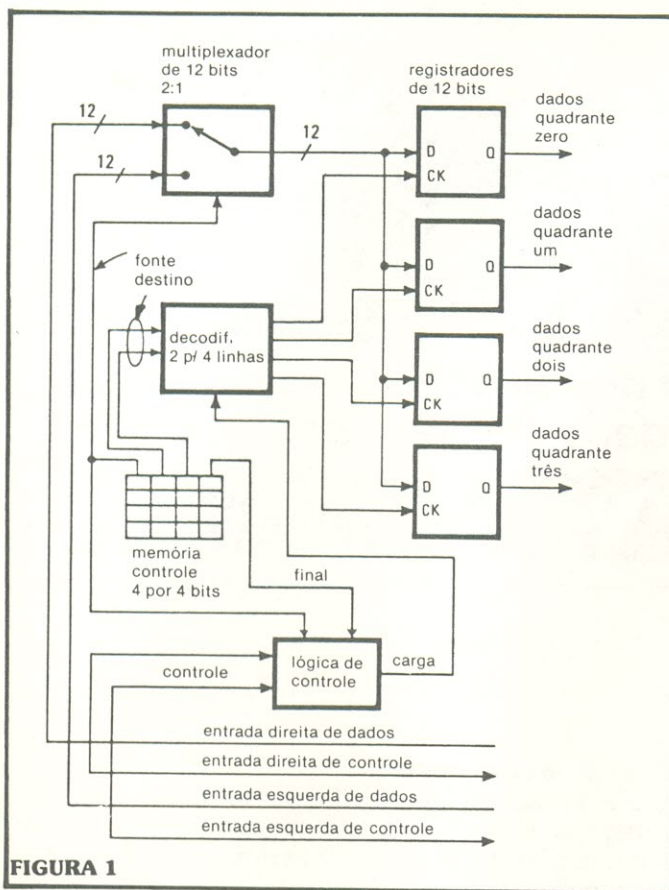 multiplexador
de 12 bits
2:1
registradores
de 12 bits
12
12
12
D
Q
CK
dados
quadrante
zero
D
Q
CK
dados
quadrante
um
fonte
destino
decodif.
2 p/ 4 linhas
D
Q
CK
dados
quadrante
dois
D
Q
CK
dados
quadrante
três
memória
controle
4 por 4 bits
final
controle
lógica de
controle
carga
entrada direita de dados
entrada direita de controle
entrada esquerda de dados
entrada esquerda de controle
FIGURA 1